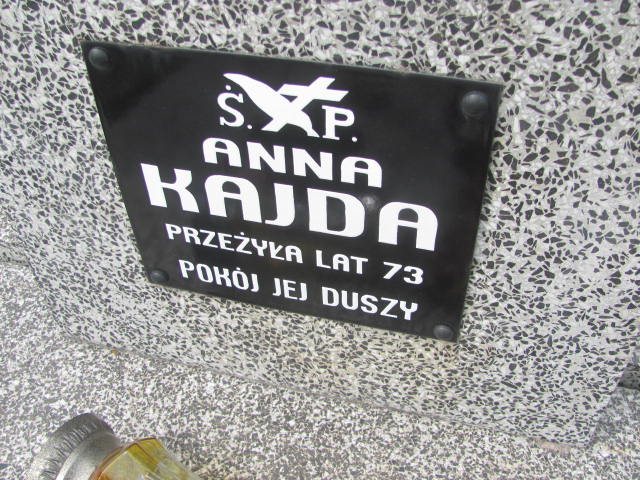 Ś. P.
ANNA
KAJDA
PRZEŻYŁA LAT 73
POKÓJ JEJ DUSZY